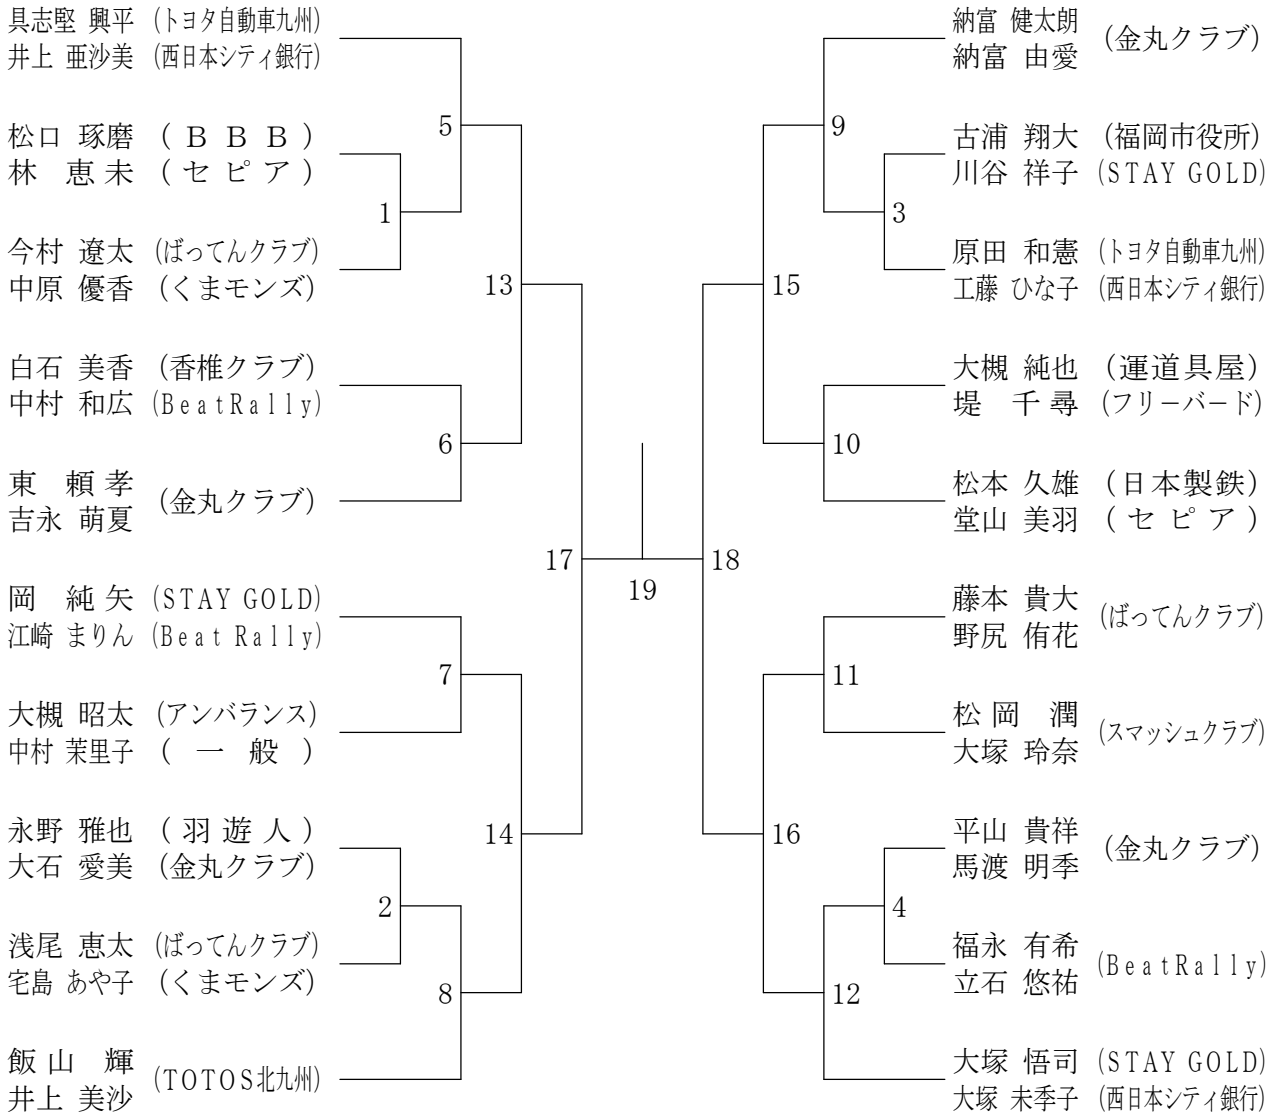 具志堅 興平 (トヨタ自動車九州)
井上 亜沙美 (西日本シティ銀行)
松口 琢磨 (ＢＢＢ)
林 恵未 (セピア)
今村 遼太 (ばってんクラブ)
中原 優香 (くまモンズ)
白石 美香 (香椎クラブ)
中村 和広 (BeatRally)
東 頼孝
吉永 萌夏
(金丸クラブ)
岡 純矢 (STAY GOLD)
江崎 まりん (Beat Rally)
大槻 昭太 (アンバランス)
中村 茉里子 (一般)
永野 雅也 (羽遊人)
大石 愛美 (金丸クラブ)
浅尾 恵太 (ばってんクラブ)
宅島 あや子 (くまモンズ)
飯山 輝
井上 美沙
(TOTOS北九州)
5
1
13
6
17
7
14
2
8
19
9
3
15
10
18
11
16
4
12
納富 健太朗
納富 由愛
(金丸クラブ)
古浦 翔大 (福岡市役所)
川谷 祥子 (STAY GOLD)
原田 和憲 (トヨタ自動車九州)
工藤 ひな子 (西日本シティ銀行)
大槻 純也 (運道具屋)
堤 千尋 (フリーバード)
松本 久雄 (日本製鉄)
堂山 美羽 (セピア)
藤本 貴大
野尻 侑花
(ばってんクラブ)
松岡 潤
大塚 玲奈
(スマッシュクラブ)
平山 貴祥
馬渡 明季
(金丸クラブ)
福永 有希
立石 悠祐
(BeatRally)
大塚 悟司 (STAY GOLD)
大塚 未季子 (西日本シティ銀行)